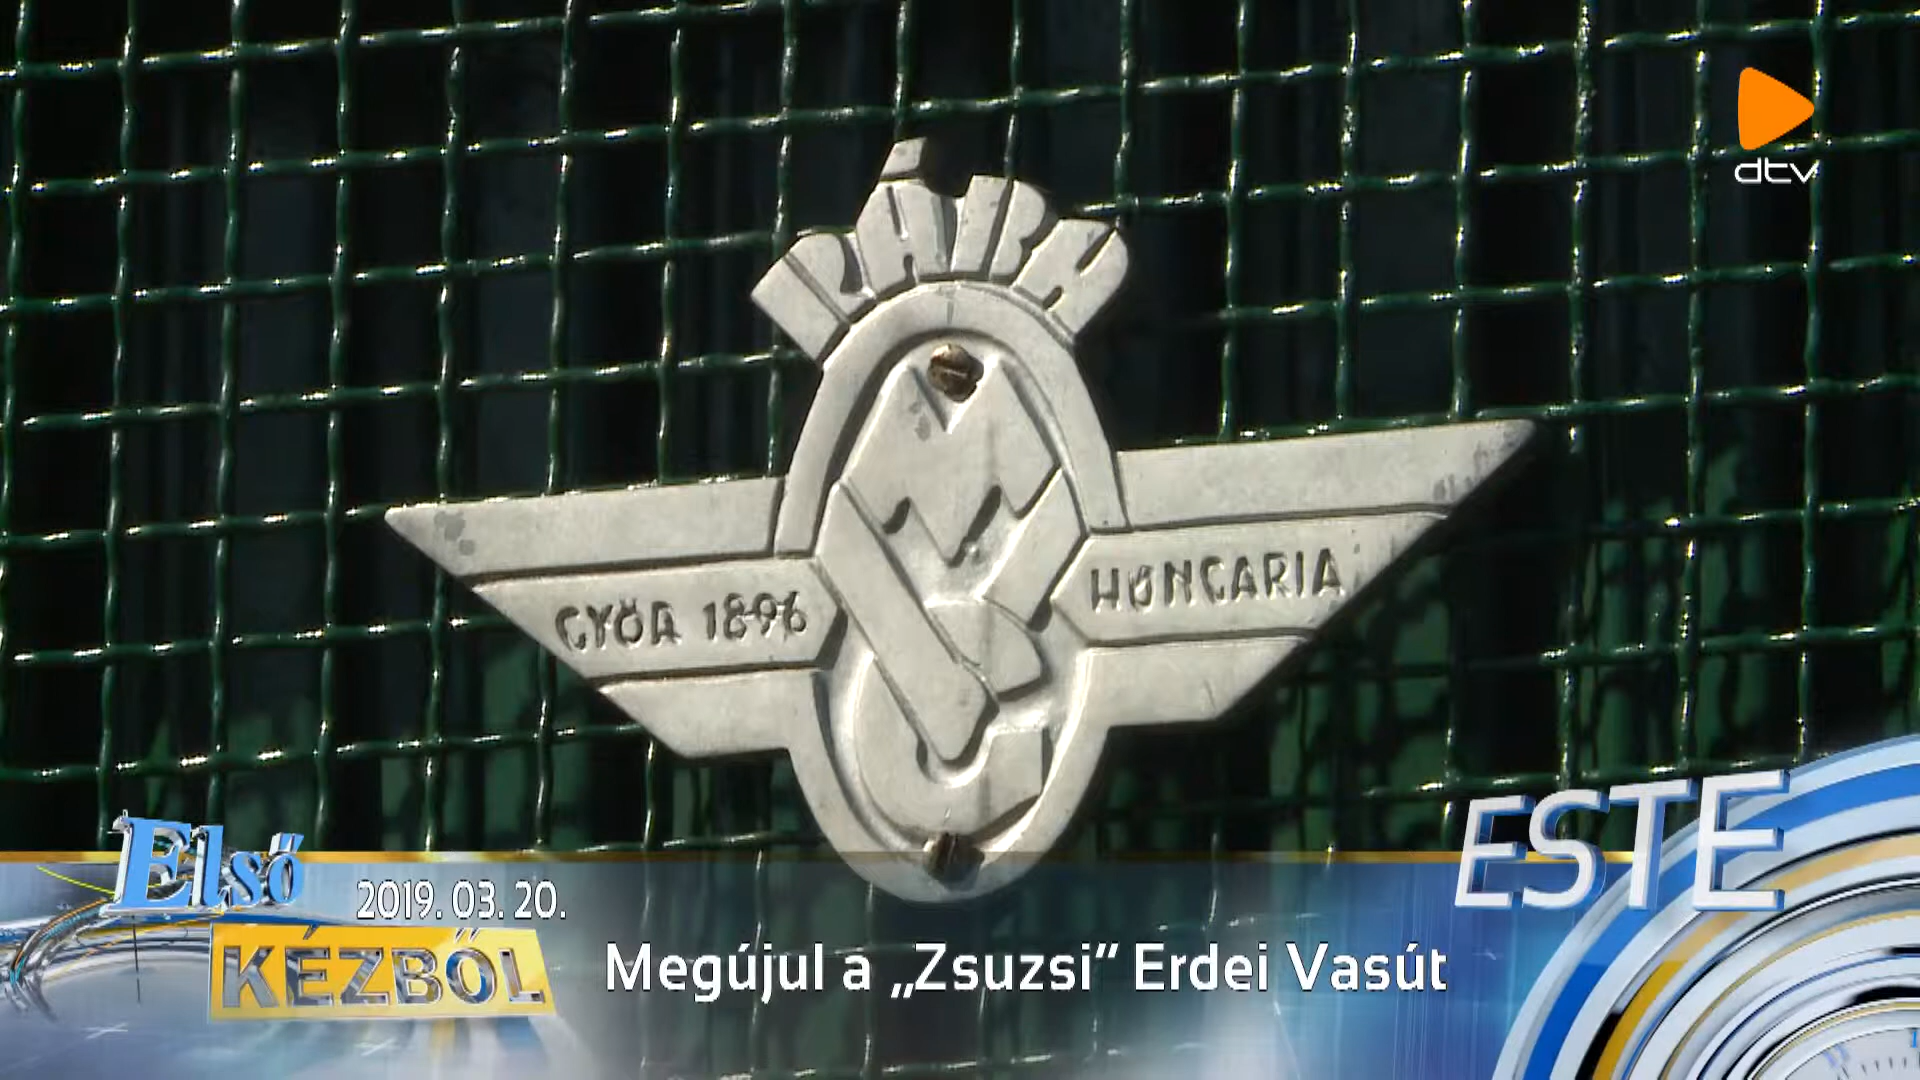 dtv
RÁBA
GYŐR 1896
HUNGARIA
ESTE
Első
2019. 03. 20.
KÉZBŐL
Megújul a „Zsuzsi” Erdei Vasút